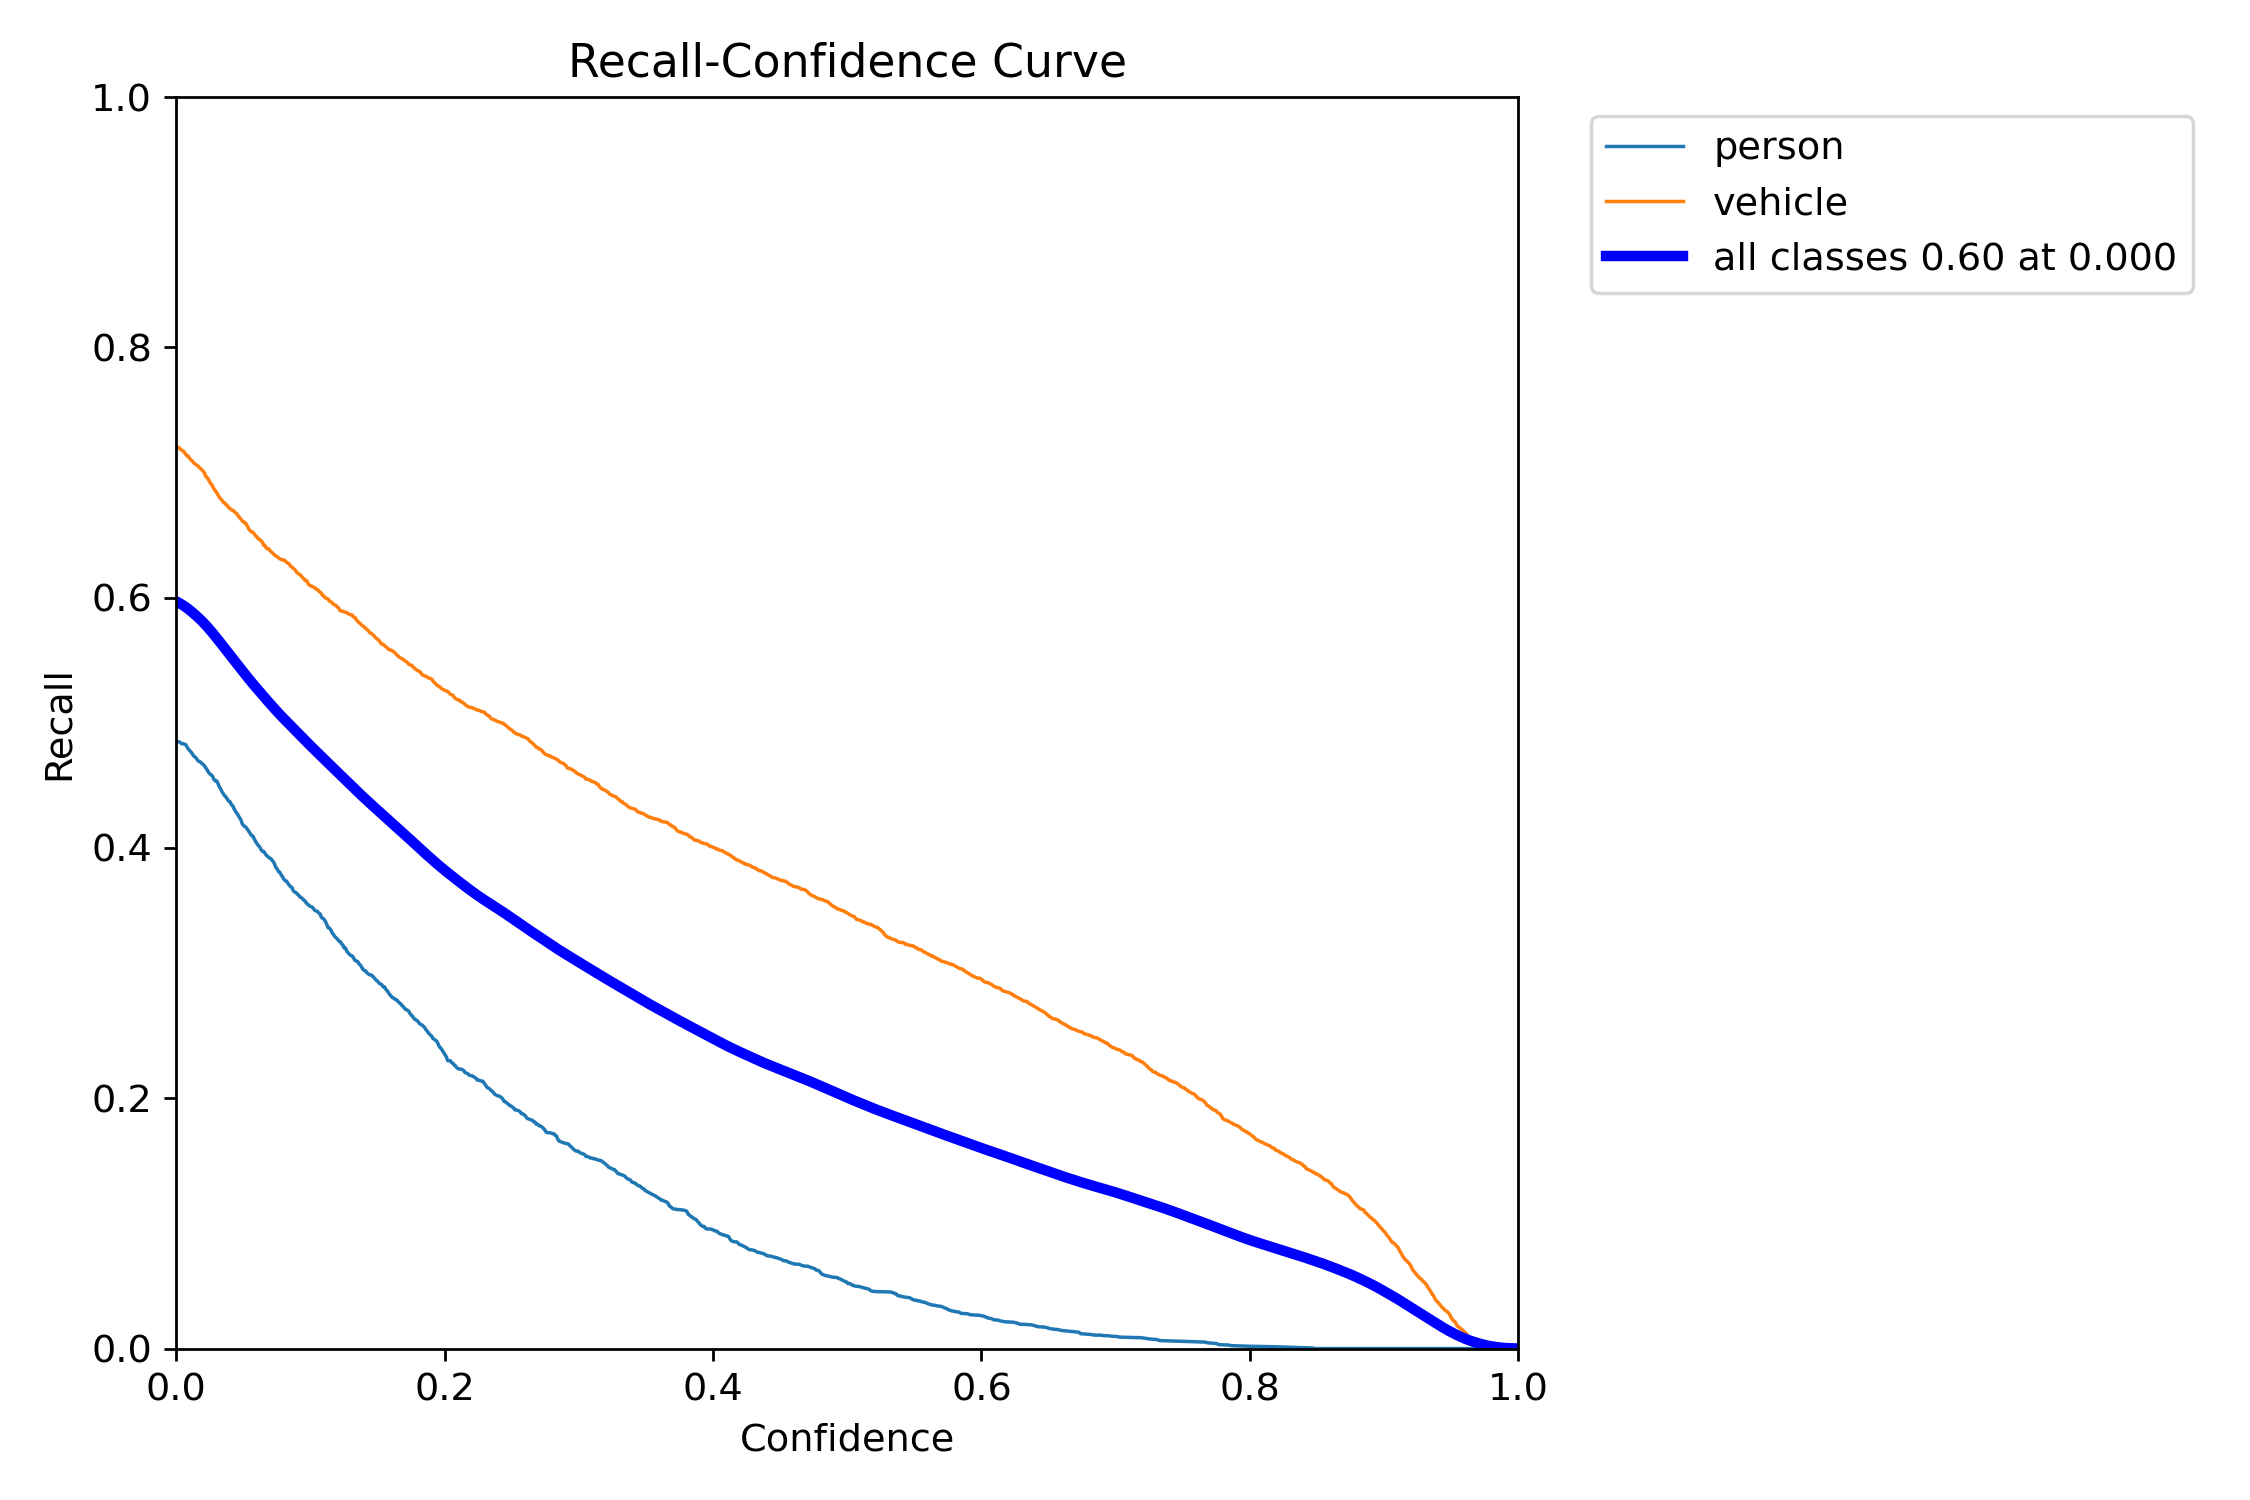 Recall-Confidence Curve
1.0
0.8
0.6
0.4
0.2
0.0
Recall
0.0 0.2 0.4 0.6 0.8 1.0
Confidence
person
vehicle
all classes 0.60 at 0.000